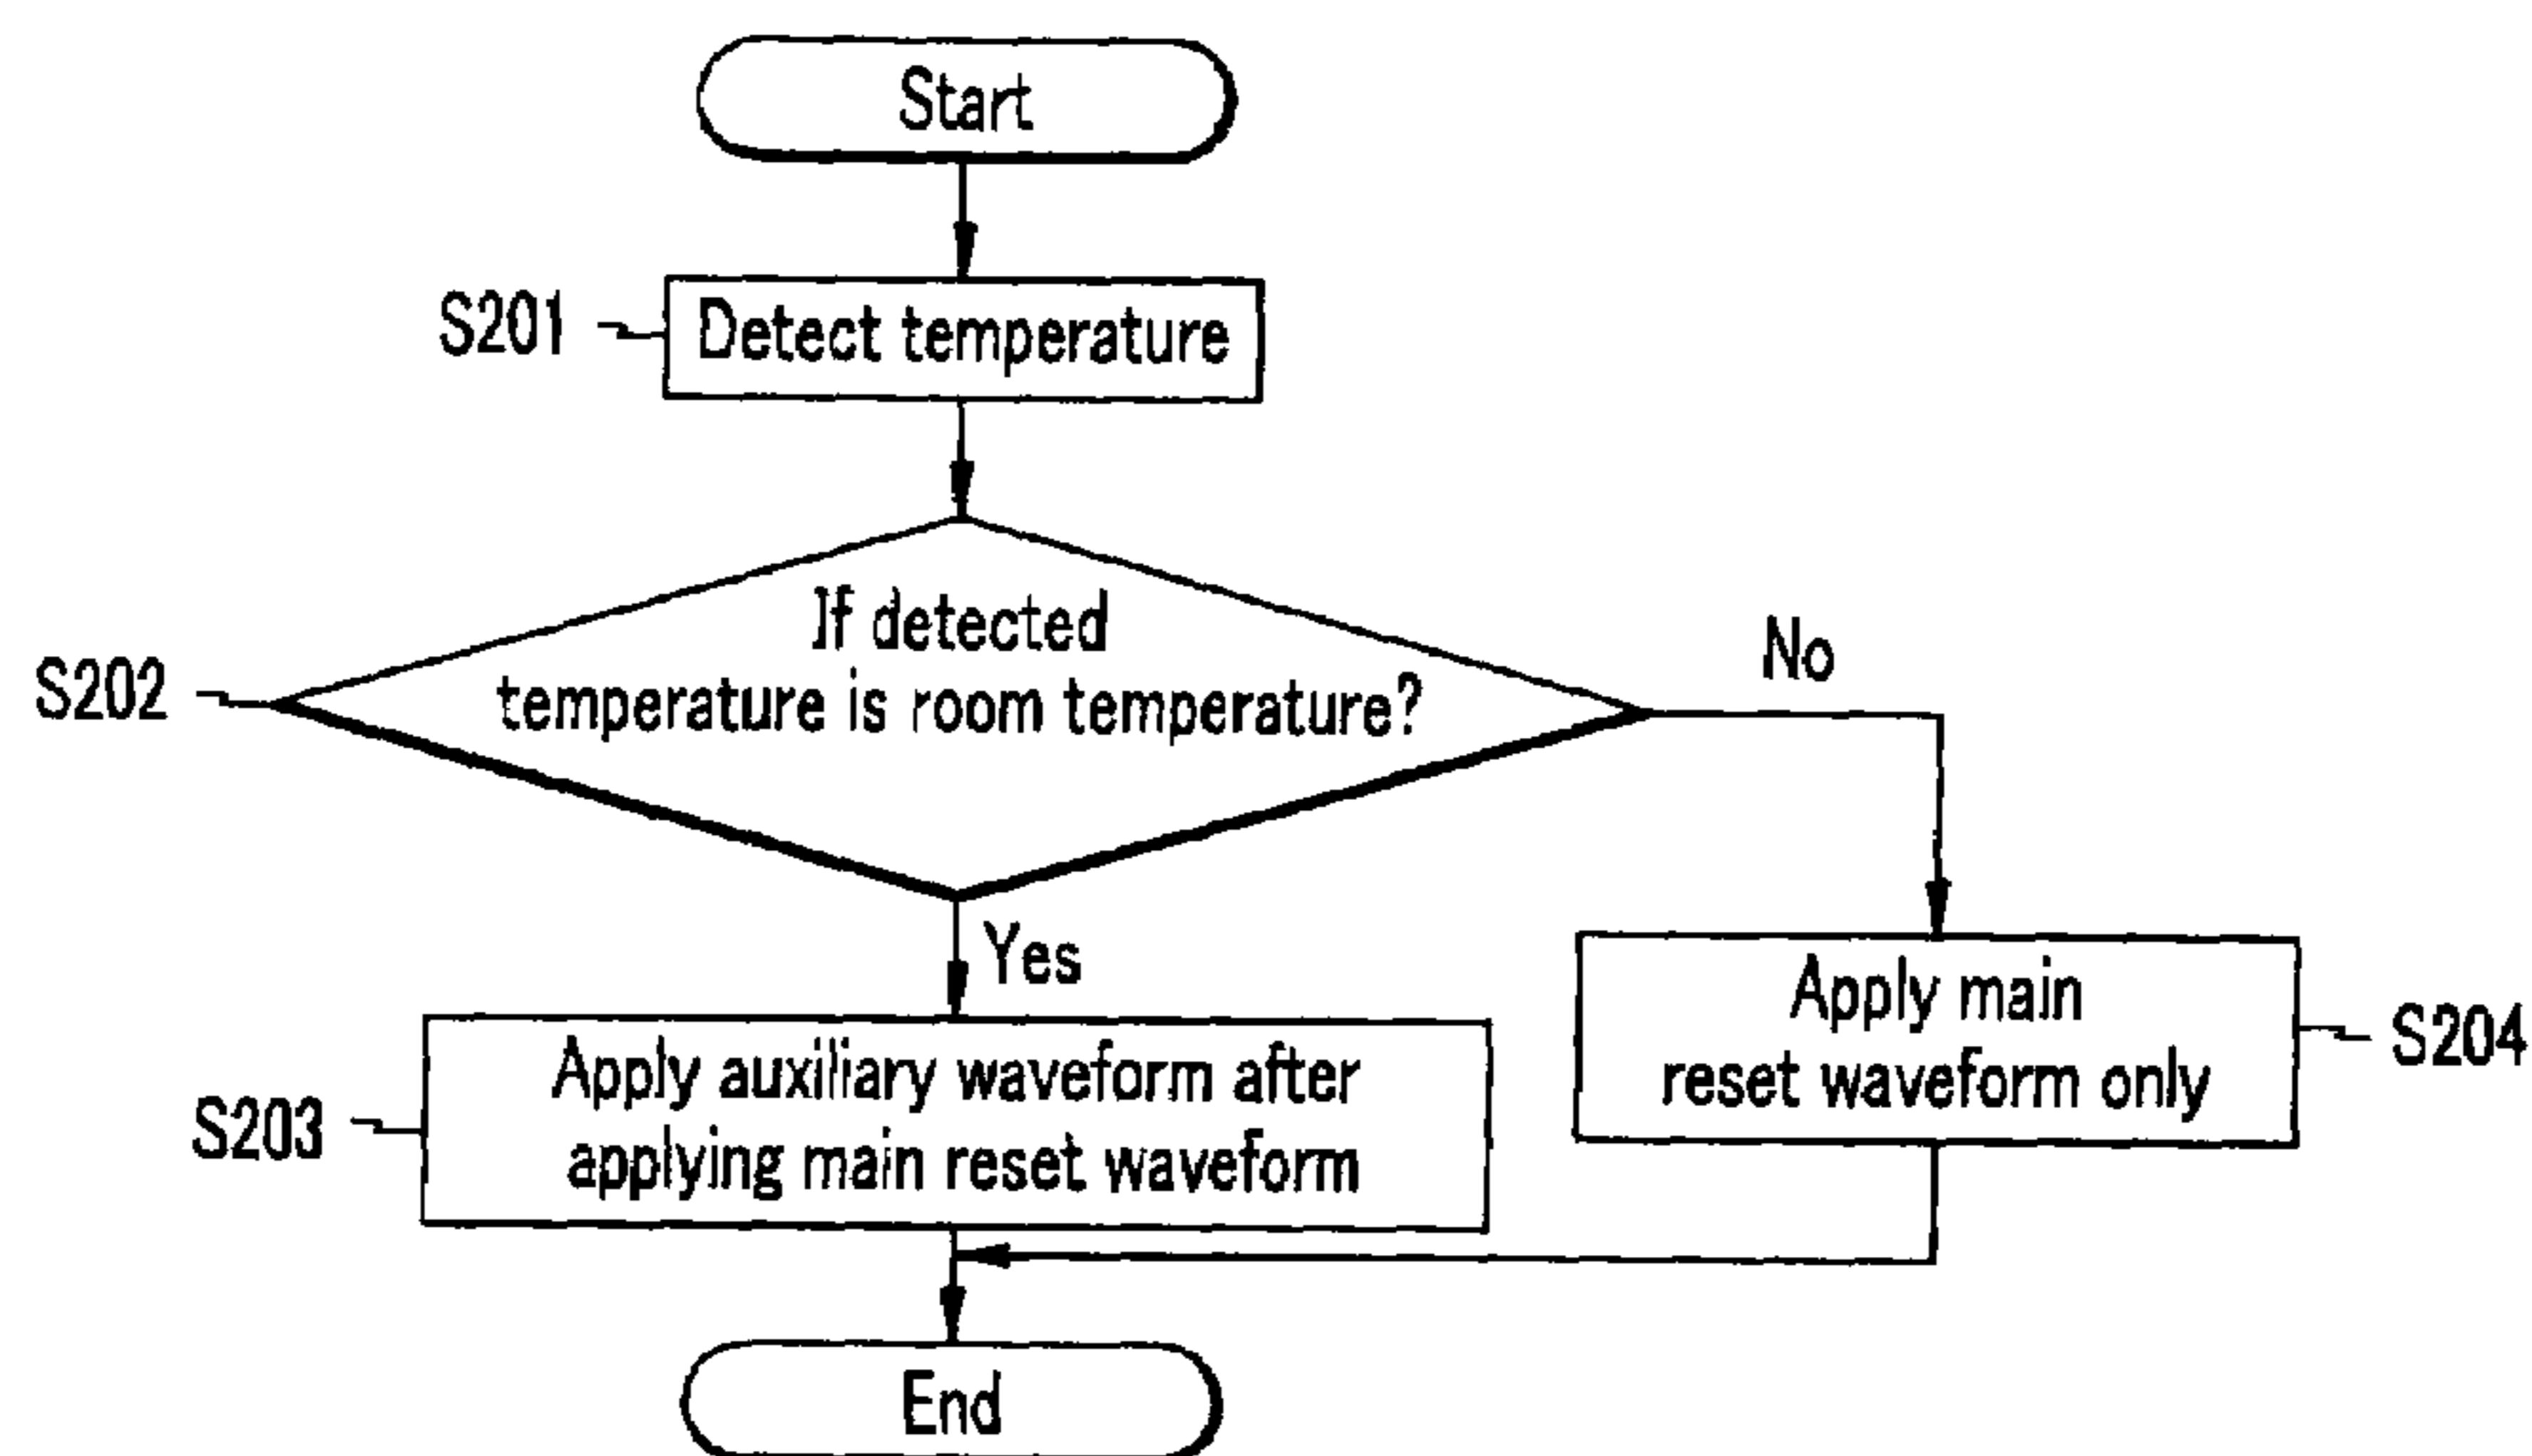 Start
S201
Detect temperature
If detected
temperature is room temperature?
S202
No
Yes
Apply auxiliary waveform after
applying main reset waveform
S203
Apply main
reset waveform only
S204
End